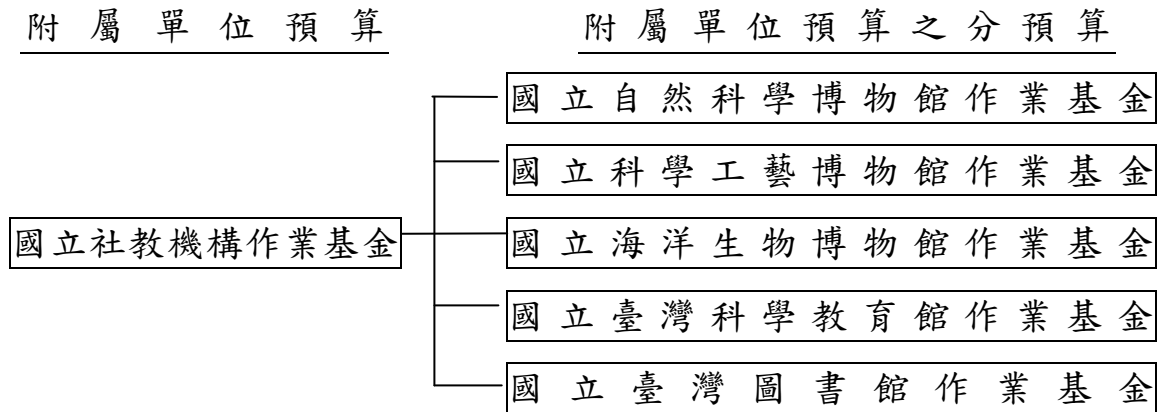 附屬單位預算
附屬單位預算之分預算
國立社教機構作業基金
國立自然科學博物館作業基金
國立科學工藝博物館作業基金
國立海洋生物博物館作業基金
國立臺灣科學教育館作業基金
國立臺灣圖書館作業基金